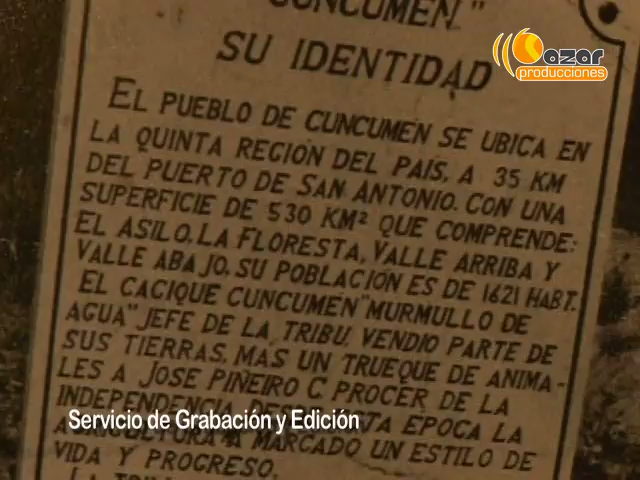 CUNCUMEN"
SU IDENTIDAD
azar
producciones
EL PUEBLO DE CUNCUMEN SE UBICA EN
LA QUINTA REGION DEL PAIS, A 35 KM
DEL PUERTO DE SAN ANTONIO. CON UNA
SUPERFICIE DE 530 KM² QUE COMPRENDE:
EL ASILO, LA FLORESTA, VALLE ARRIBA Y
VALLE ABAJO. SU POBLACIÓN ES DE 1621 HABT.
EL CACIQUE CUNCUMEN "MURMULLO DE
AGUA" JEFE DE LA TRIBU, VENDIO PARTE DE
SUS TIERRAS, MAS UN TRUEQUE DE ANIMA-
LES A JOSE PIÑEIRO C PROCER DE LA
INDEPENDENCIA EPOCA LA
Servicio de Grabación y Edición
A MARCADO UN ESTILO DE
VIDA Y PROGRESO.
LA